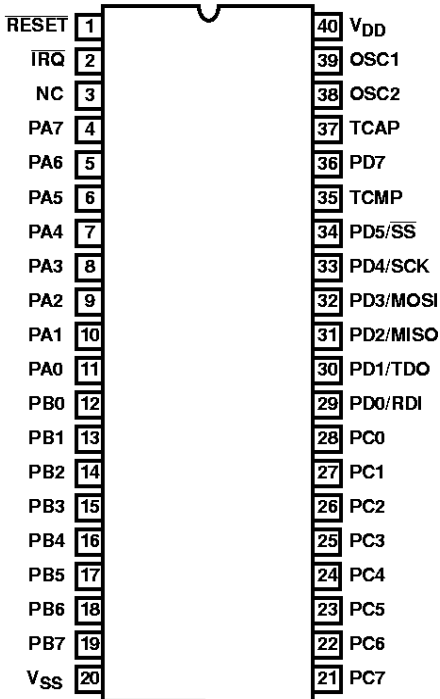 RESET 1 40 VDD
IRQ 2 39 OSC1
NC 3 38 OSC2
PA7 4 37 TCAP
PA6 5 36 PD7
PA5 6 35 TCMP
PA4 7 34 PD5/SS
PA3 8 33 PD4/SCK
PA2 9 32 PD3/MOSI
PA1 10 31 PD2/MISO
PA0 11 30 PD1/TDO
PB0 12 29 PD0/RDI
PB1 13 28 PC0
PB2 14 27 PC1
PB3 15 26 PC2
PB4 16 25 PC3
PB5 17 24 PC4
PB6 18 23 PC5
PB7 19 22 PC6
VSS 20 21 PC7